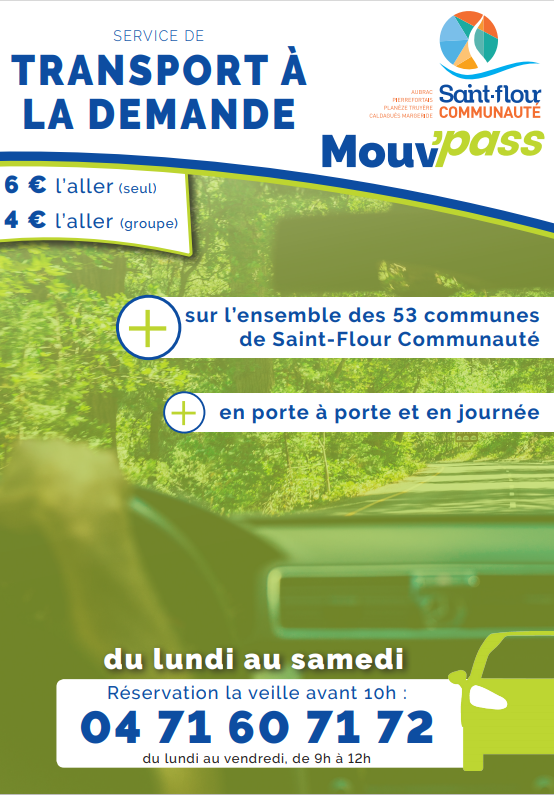 SERVICE DE
TRANSPORT À
LA DEMANDE
AUBRAC
PIERREFORTAIS
PLANÈZE TRUYÈRE
CALDAGUÈS MARGERIDE
Saint-flour
COMMUNAUTÉ
Mouv'pass
6 € l'aller (seul)
4 € l'aller (groupe)
sur l'ensemble des 53 communes
de Saint-Flour Communauté
en porte à porte et en journée
du lundi au samedi
Réservation la veille avant 10h :
04 71 60 71 72
du lundi au vendredi, de 9h à 12h